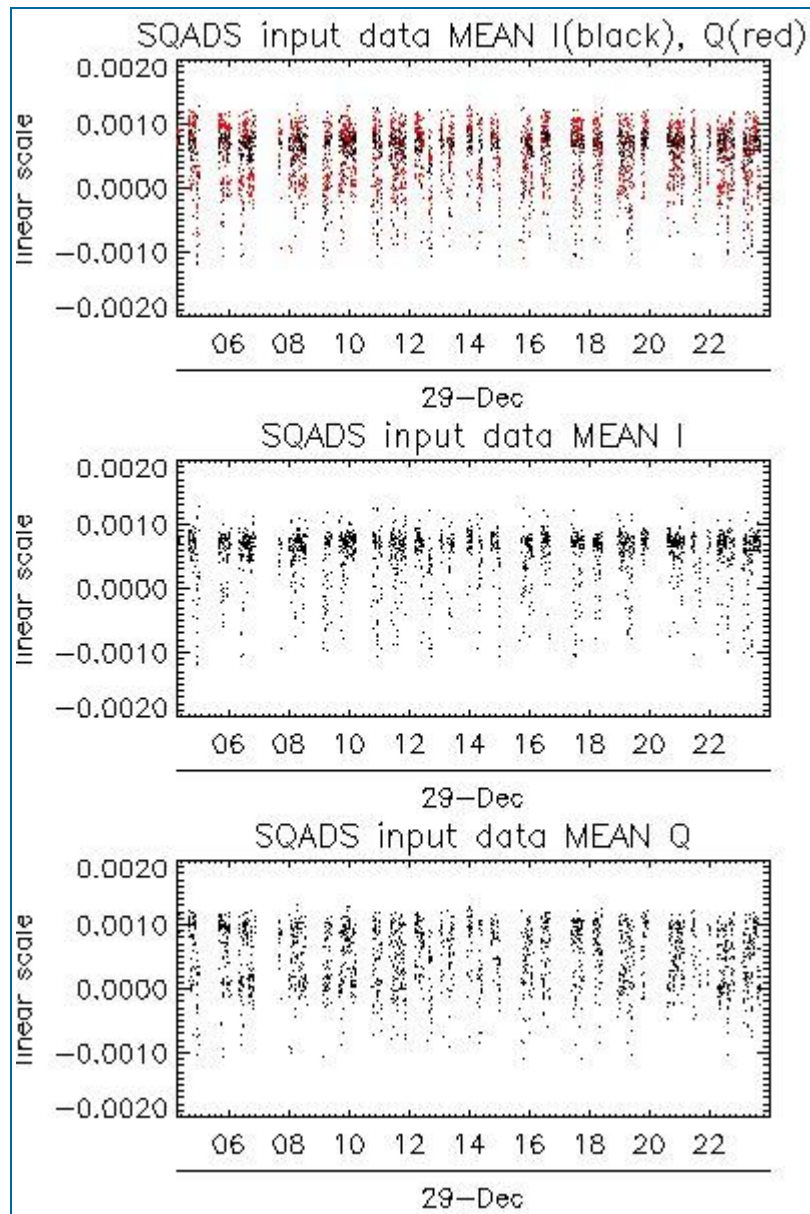 SQADS input data MEAN I(black), Q(red)
linear scale
0.0020
0.0010
0.0000
−0.0010
−0.0020
06 08 10 12 14 16 18 20 22
29−Dec
SQADS input data MEAN I
linear scale
0.0020
0.0010
0.0000
−0.0010
−0.0020
06 08 10 12 14 16 18 20 22
29−Dec
SQADS input data MEAN Q
linear scale
0.0020
0.0010
0.0000
−0.0010
−0.0020
06 08 10 12 14 16 18 20 22
29−Dec